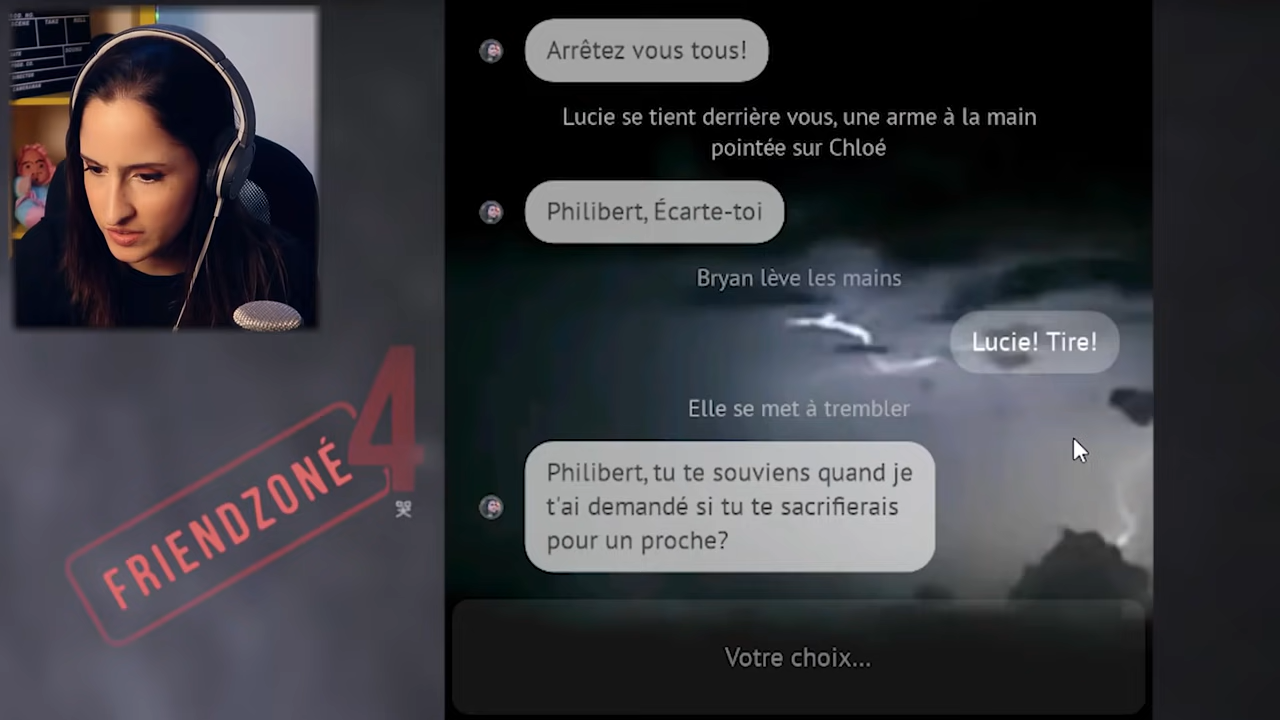 Arrêtez vous tous!
Lucie se tient derrière vous, une arme à la main
pointée sur Chloé
Philibert, Écarte-toi
Bryan lève les mains
Lucie! Tire!
Elle se met à trembler
Philibert, tu te souviens quand je
t'ai demandé si tu te sacrifierais
pour un proche?
Votre choix...
FRIENDZONÉ
4